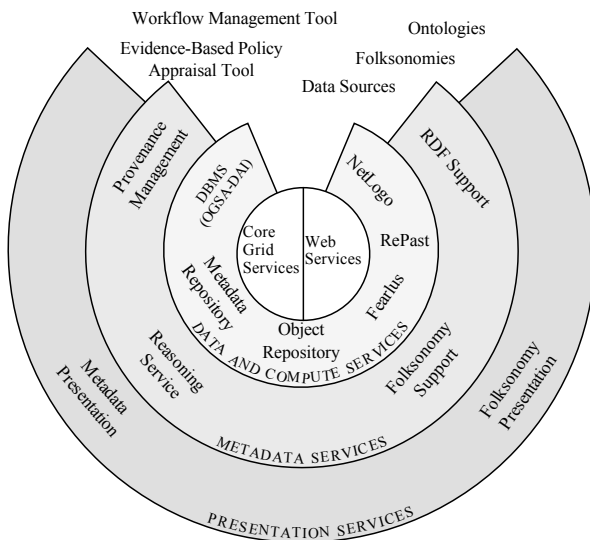 Workflow Management Tool
Evidence-Based Policy
Appraisal Tool
Ontologies
Folksonomies
Data Sources
Provenance
Management
DBMS
(OGSA-DAI)
NetLogo
RDF Support
Core
Grid
Services
Web
Services
RePast
Metadata
Repository
Fearlus
Object
Repository
DATA AND COMPUTE SERVICES
Reasoning
Service
Folksonomy
Support
Metadata
Presentation
Folksonomy
Presentation
METADATA SERVICES
PRESENTATION SERVICES